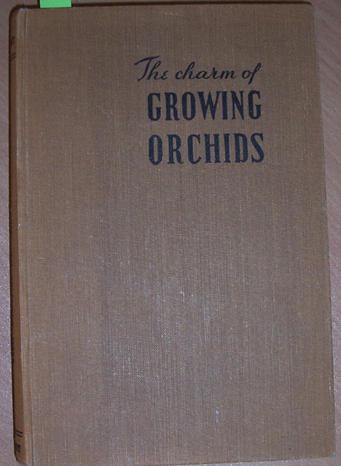 The charm of
GROWING
ORCHIDS